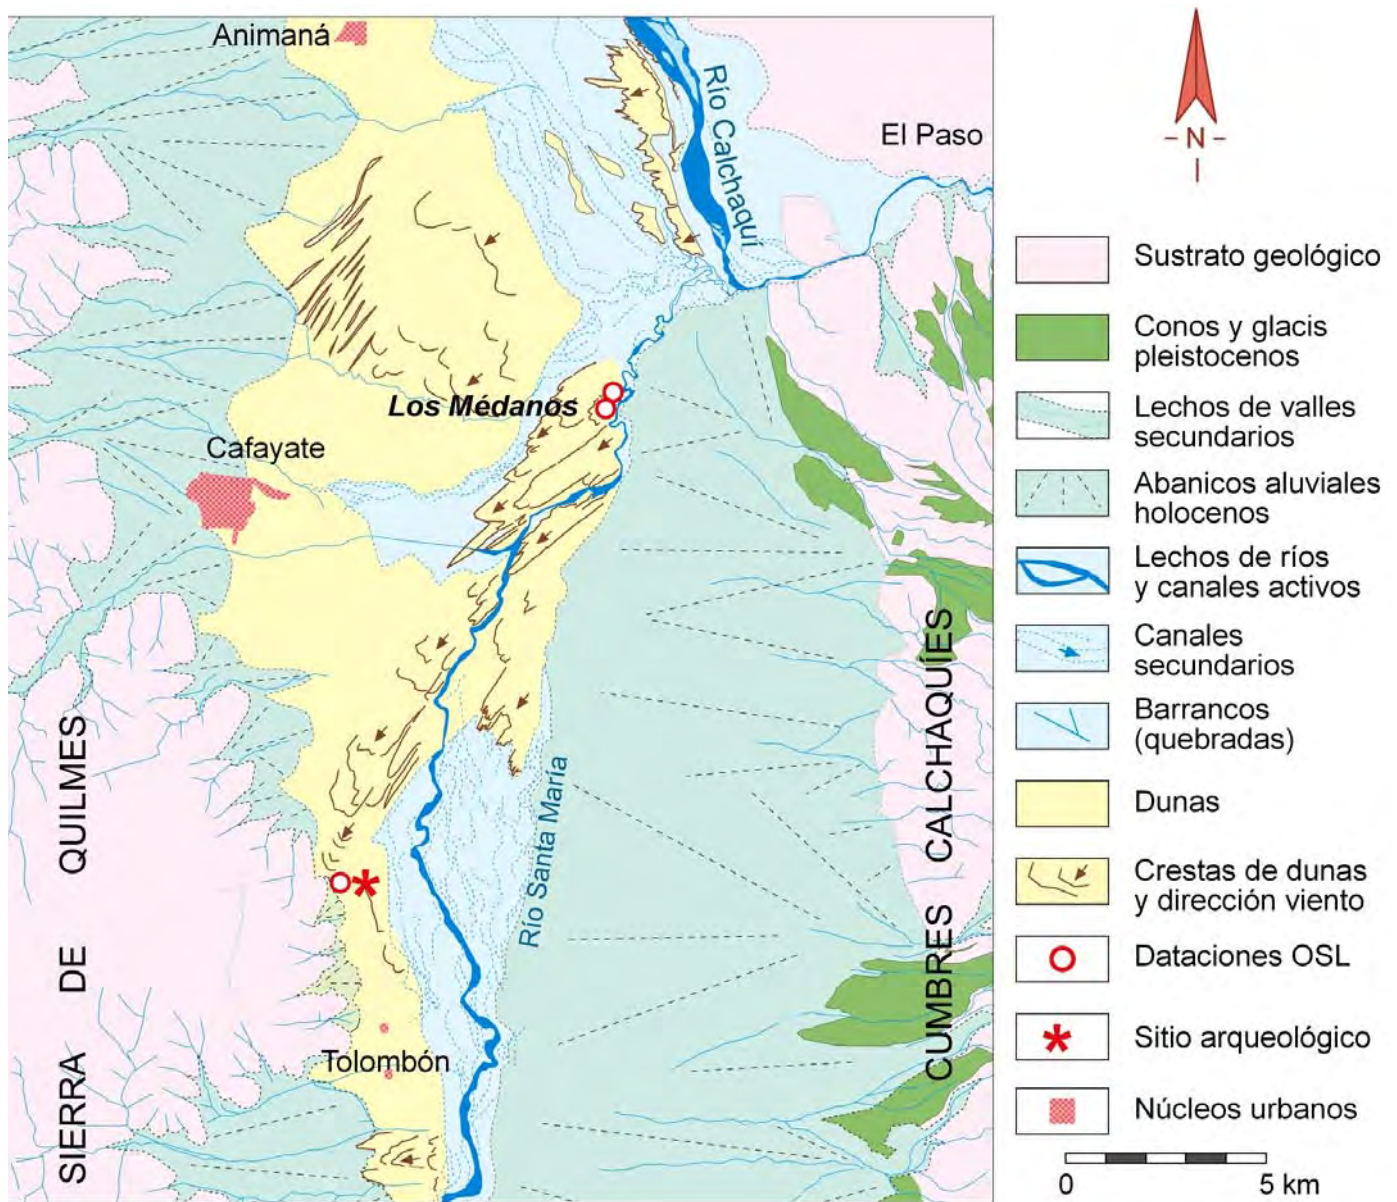 Animaná
Río Calchaquí
El Paso
Los Médanos
Cafayate
SIERRA DE QUILMES
CUMBRES CALCHAQUÍES
Río Santa María
Tolombón
N
Sustrato geológico
Conos y glacis
pleistocenos
Lechos de valles
secundarios
Abanicos aluviales
holocenos
Lechos de ríos
y canales activos
Canales
secundarios
Barrancos
(quebradas)
Dunas
Crestas de dunas
y dirección viento
Dataciones OSL
Sitio arqueológico
Núcleos urbanos
0 5 km